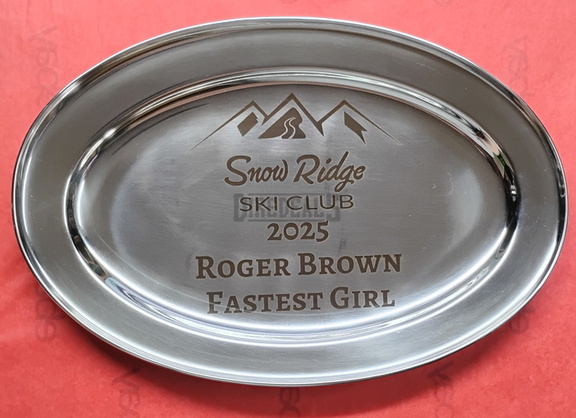 Snow Ridge
SKI CLUB
2025
ROGER BROWN
FASTEST GIRL